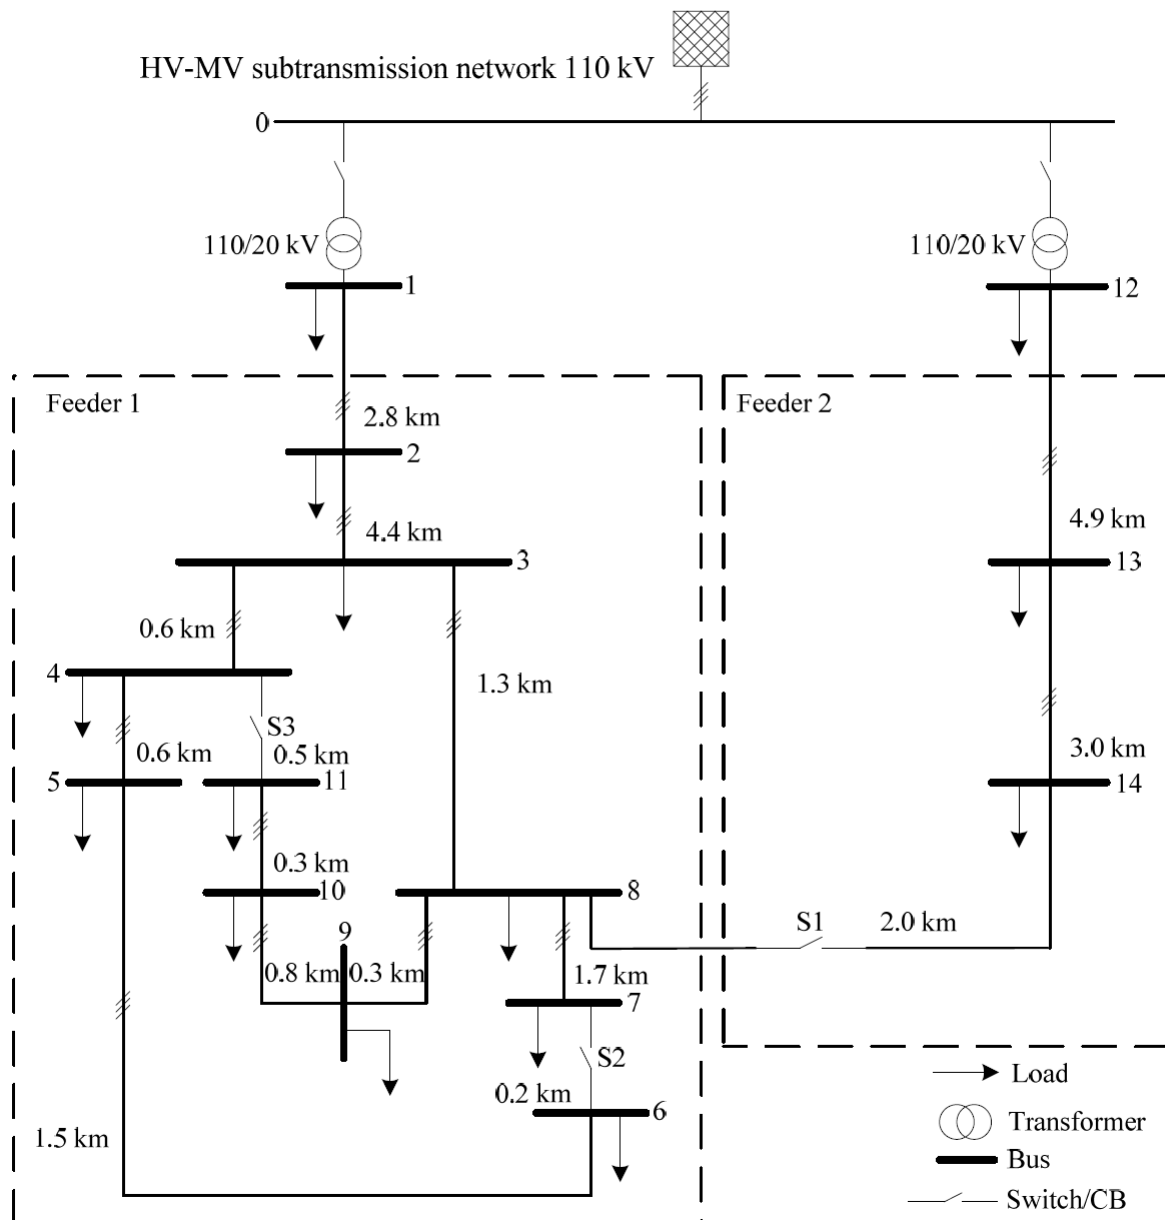 HV-MV subtransmission network 110 kV
0
110/20 kV
110/20 kV
1
12
Feeder 1
Feeder 2
2.8 km
2
4.9 km
4.4 km
3
13
0.6 km
1.3 km
4
S3
3.0 km
0.6 km
0.5 km
5
11
14
0.3 km
10
8
9
S1
2.0 km
0.8 km
0.3 km
1.7 km
7
S2
0.2 km
6
1.5 km
Load
Transformer
Bus
Switch/CB